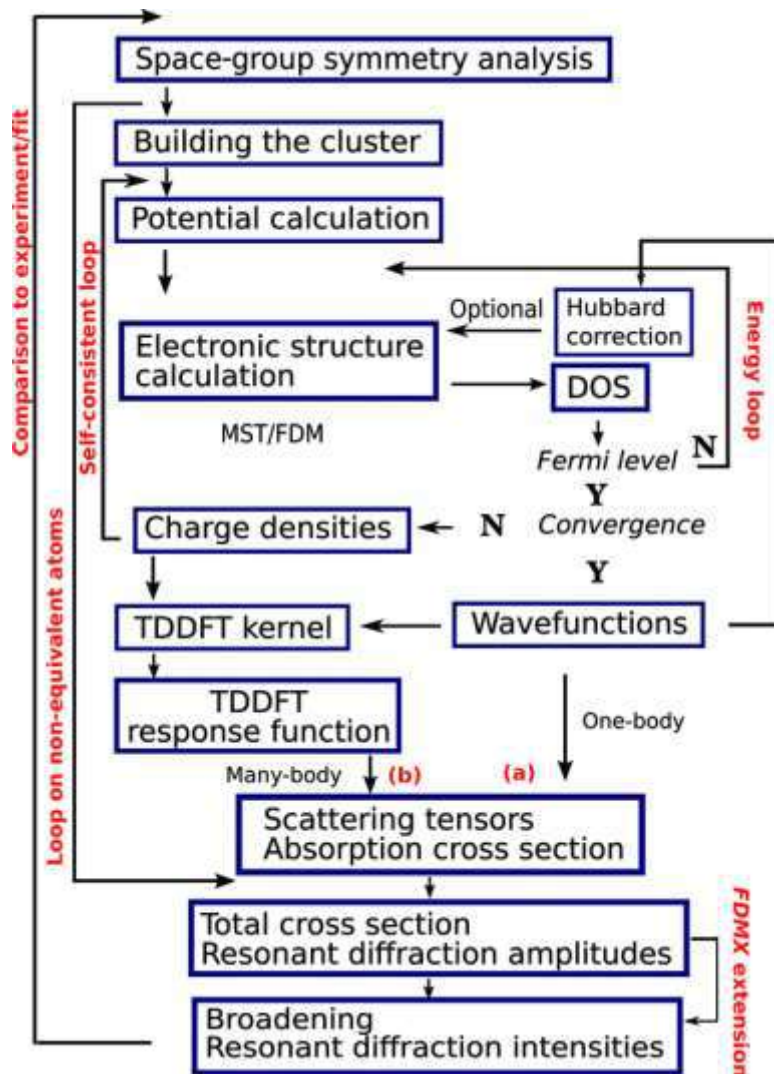 Space-group symmetry analysis
Building the cluster
Potential calculation
Optional
Hubbard
correction
Electronic structure
calculation
DOS
MST/FDM
Fermi level
N
Y
Charge densities
N
Convergence
Y
TDDFT kernel
Wavefunctions
TDDFT
response function
One-body
Many-body
(b)
(a)
Scattering tensors
Absorption cross section
Total cross section
Resonant diffraction amplitudes
Broadening
Resonant diffraction intensities
Comparison to experiment/fit
Loop on non-equivalent atoms
Self-consistent loop
Energy loop
FDMX extension